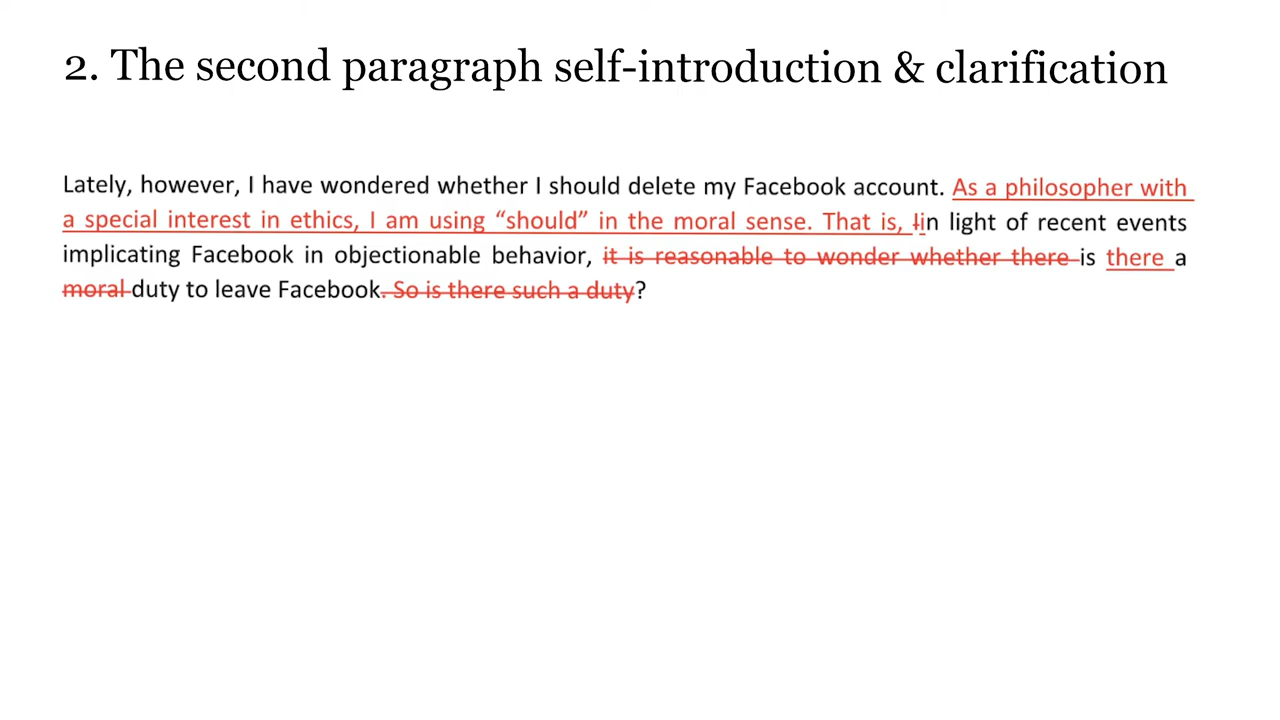 2. The second paragraph self-introduction & clarification
Lately, however, I have wondered whether I should delete my Facebook account. As a philosopher with
a special interest in ethics, I am using “should” in the moral sense. That is, Iin light of recent events
implicating Facebook in objectionable behavior, it is reasonable to wonder whether there is there a
moral duty to leave Facebook. So is there such a duty?